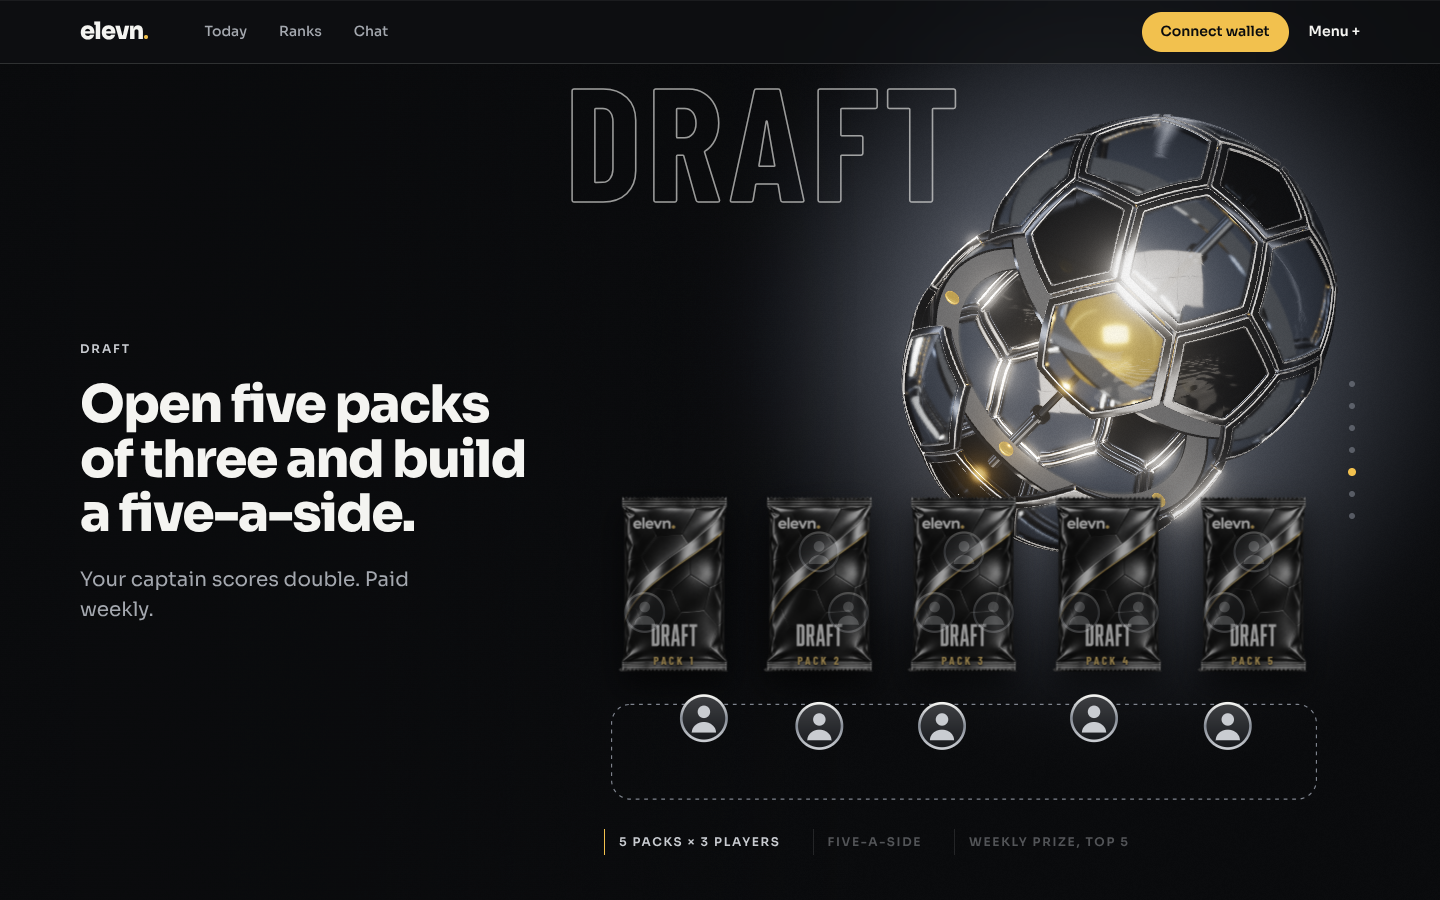 elevn.
Today Ranks Chat
Connect wallet Menu +
DRAFT
DRAFT
Open five packs
of three and build
a five-a-side.
Your captain scores double. Paid
weekly.
elevn. elevn. elevn. elevn. elevn.
DRAFT DRAFT DRAFT DRAFT DRAFT
PACK 1 PACK 2 PACK 3 PACK 4 PACK 5
5 PACKS × 3 PLAYERS FIVE-A-SIDE WEEKLY PRIZE, TOP 5